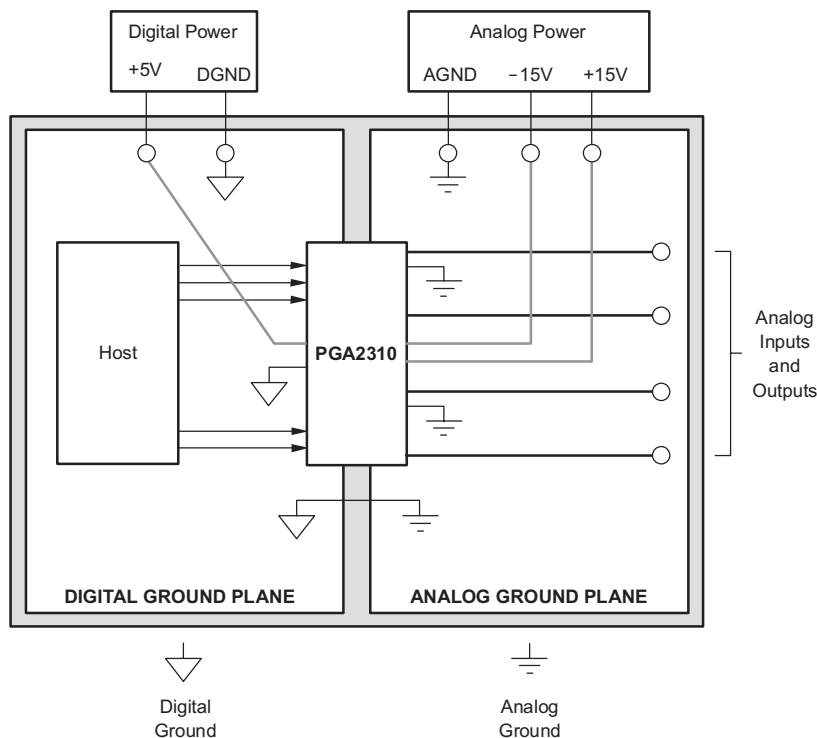 Digital Power
+5V
DGND
Analog Power
AGND
−15V
+15V
Host
PGA2310
Analog
Inputs
and
Outputs
DIGITAL GROUND PLANE
ANALOG GROUND PLANE
Digital
Ground
Analog
Ground